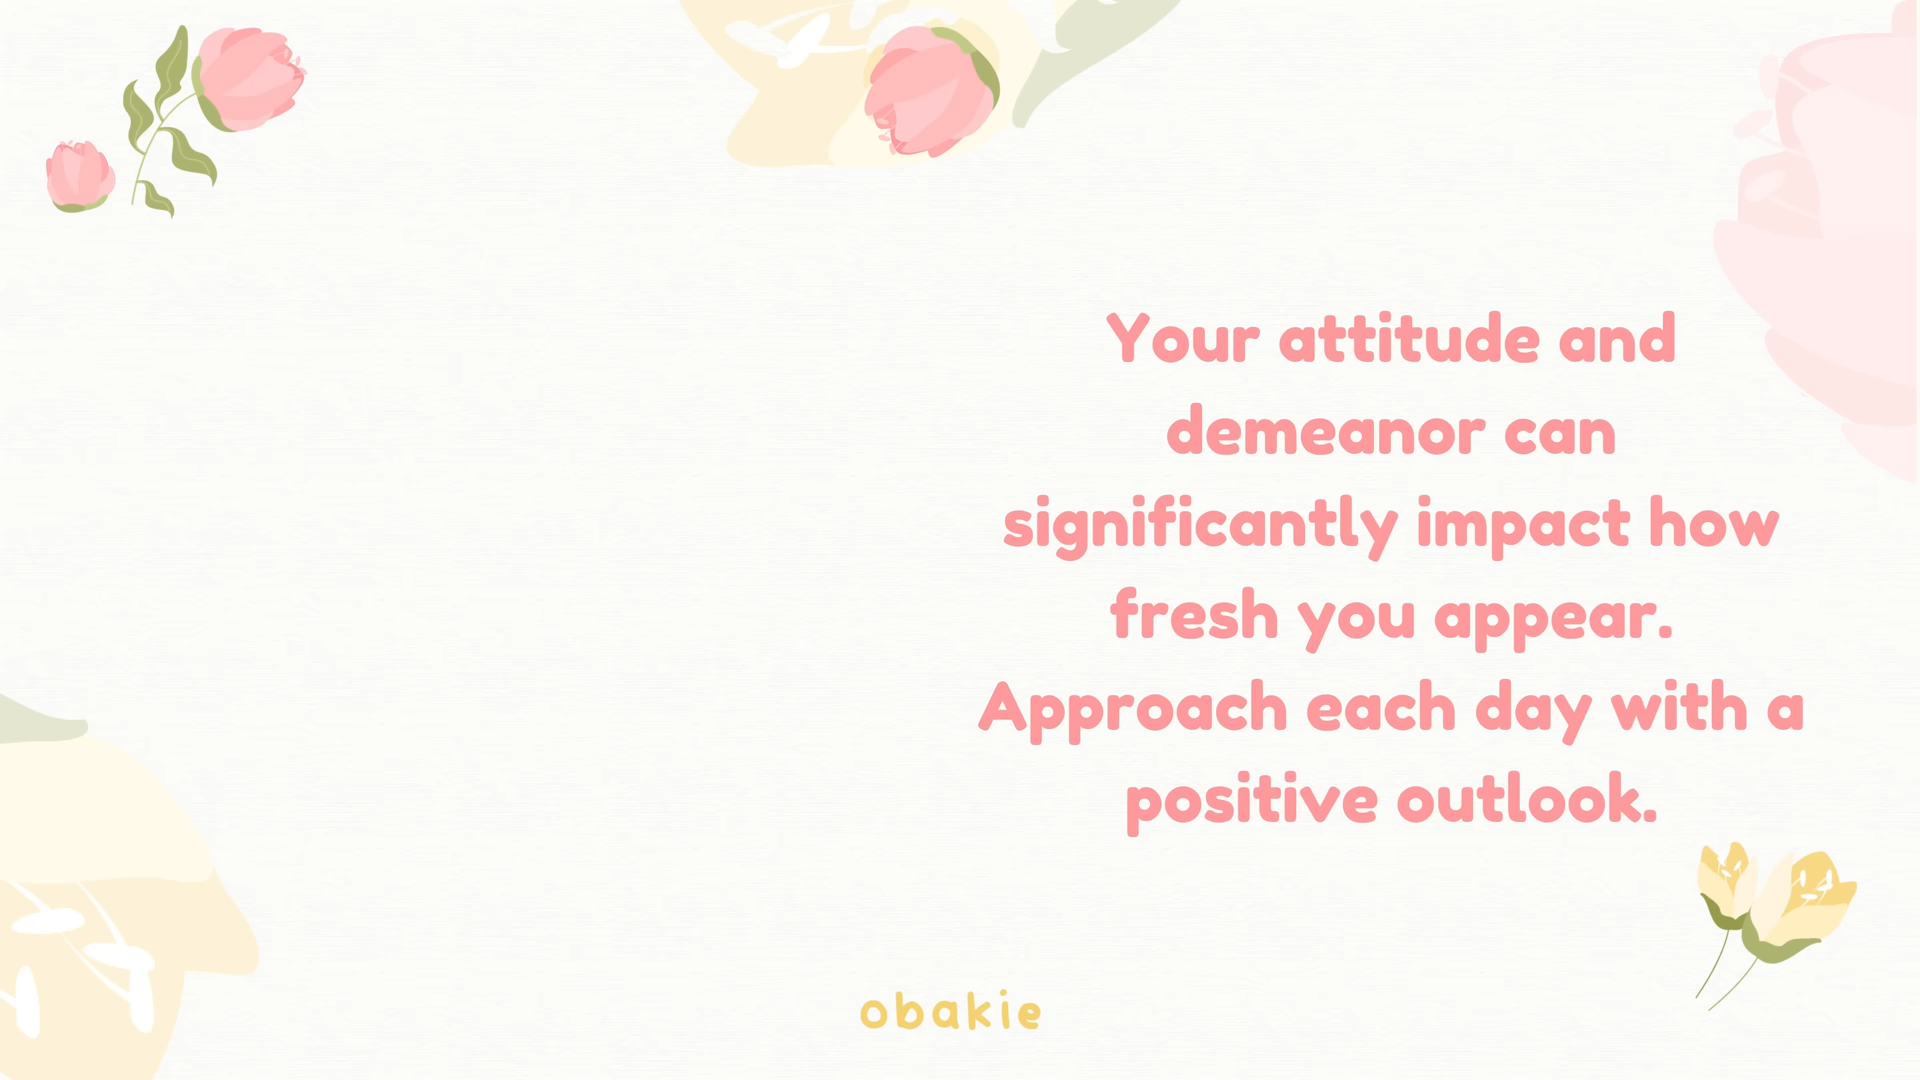 Your attitude and
demeanor can
significantly impact how
fresh you appear.
Approach each day with a
positive outlook.
obakie